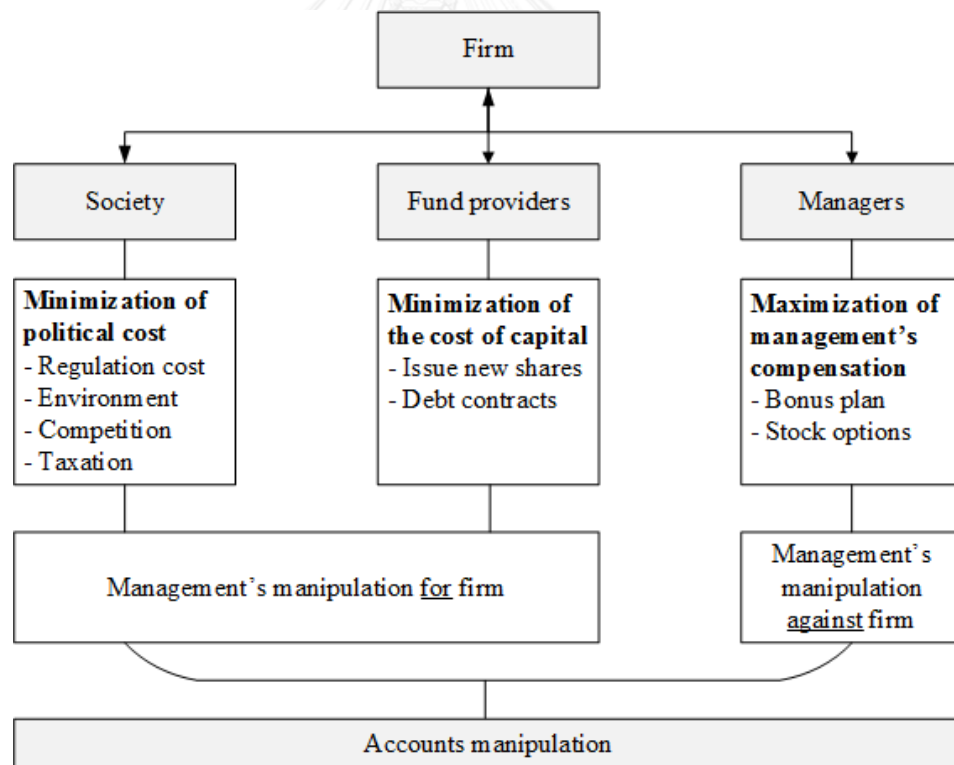 Firm
Society
Fund providers
Managers
Minimization of
political cost
- Regulation cost
- Environment
- Competition
- Taxation
Minimization of
the cost of capital
- Issue new shares
- Debt contracts
Maximization of
management’s
compensation
- Bonus plan
- Stock options
Management’s manipulation for firm
Management’s
manipulation
against firm
Accounts manipulation